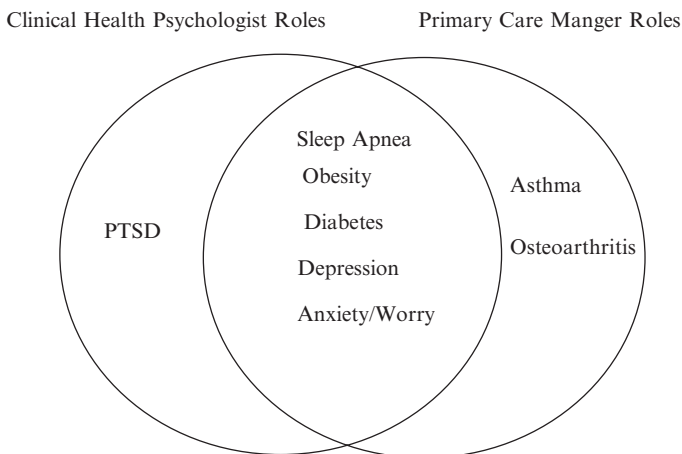 Clinical Health Psychologist Roles
Primary Care Manger Roles
Sleep Apnea
Obesity
Asthma
PTSD
Diabetes
Osteoarthritis
Depression
Anxiety/Worry